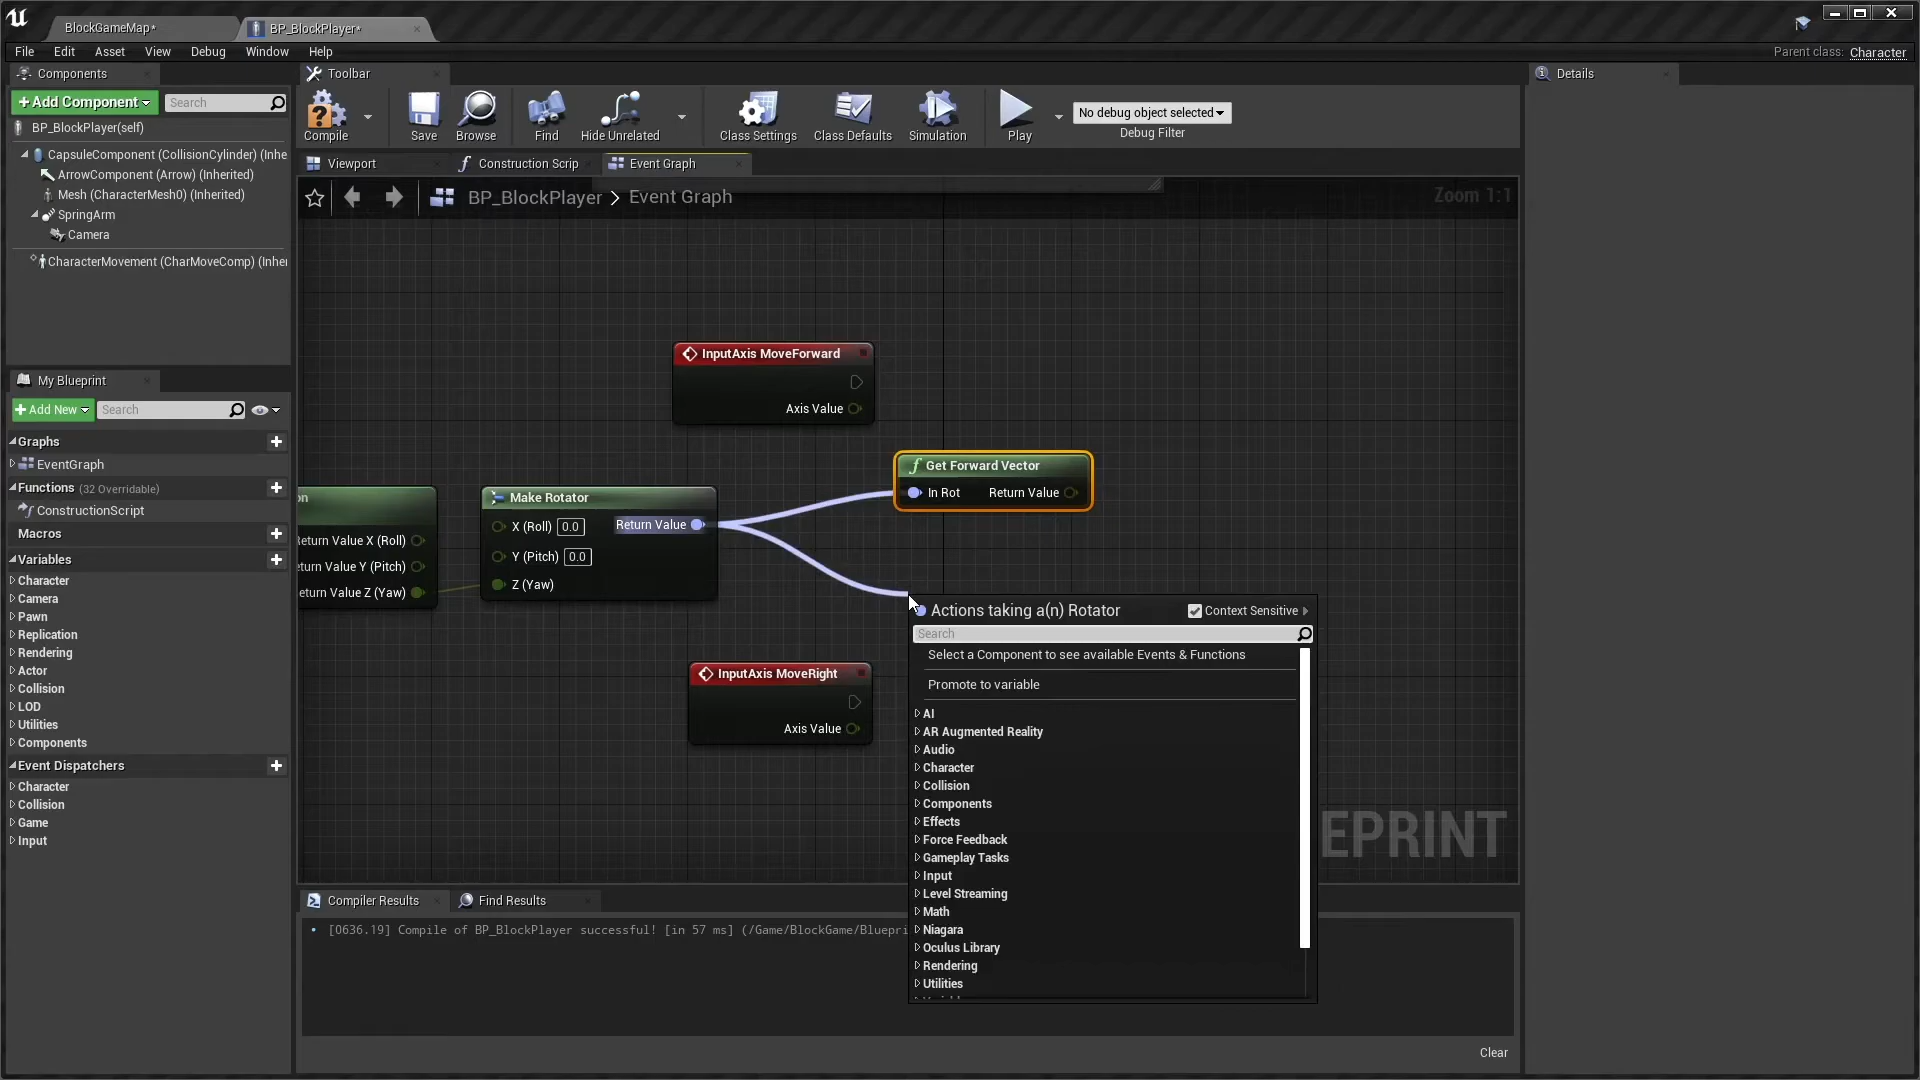 BlockGameMap*
BP_BlockPlayer*
File Edit Asset View Debug Window Help
Parent class: Character
Components
Toolbar
Details
+Add Component
Search
Compile
Save
Browse
Find
Hide Unrelated
Class Settings
Class Defaults
Simulation
Play
No debug object selected
Debug Filter
BP_BlockPlayer(self)
CapsuleComponent (CollisionCylinder) (Inhe
ArrowComponent (Arrow) (Inherited)
Mesh (CharacterMesh0) (Inherited)
SpringArm
Camera
CharacterMovement (CharMoveComp) (Inher
Viewport
Construction Scrip
Event Graph
BP_BlockPlayer > Event Graph
Zoom 1:1
My Blueprint
+Add New
Search
Graphs
EventGraph
Functions (32 Overridable)
ConstructionScript
Macros
Variables
Character
Camera
Pawn
Replication
Rendering
Actor
Collision
LOD
Utilities
Components
Event Dispatchers
Character
Collision
Game
Input
InputAxis MoveForward
Axis Value
Get Forward Vector
In Rot Return Value
on
Return Value X (Roll)
eturn Value Y (Pitch)
eturn Value Z (Yaw)
Make Rotator
X (Roll) 0.0 Return Value
Y (Pitch) 0.0
Z (Yaw)
InputAxis MoveRight
Axis Value
Actions taking a(n) Rotator
Context Sensitive
Search
Select a Component to see available Events & Functions
Promote to variable
AI
AR Augmented Reality
Audio
Character
Collision
Components
Effects
Force Feedback
Gameplay Tasks
Input
Level Streaming
Math
Niagara
Oculus Library
Rendering
Utilities
EPRINT
Compiler Results
Find Results
[0636.19] Compile of BP_BlockPlayer successful! [in 57 ms] (/Game/BlockGame/Bluepri
Clear